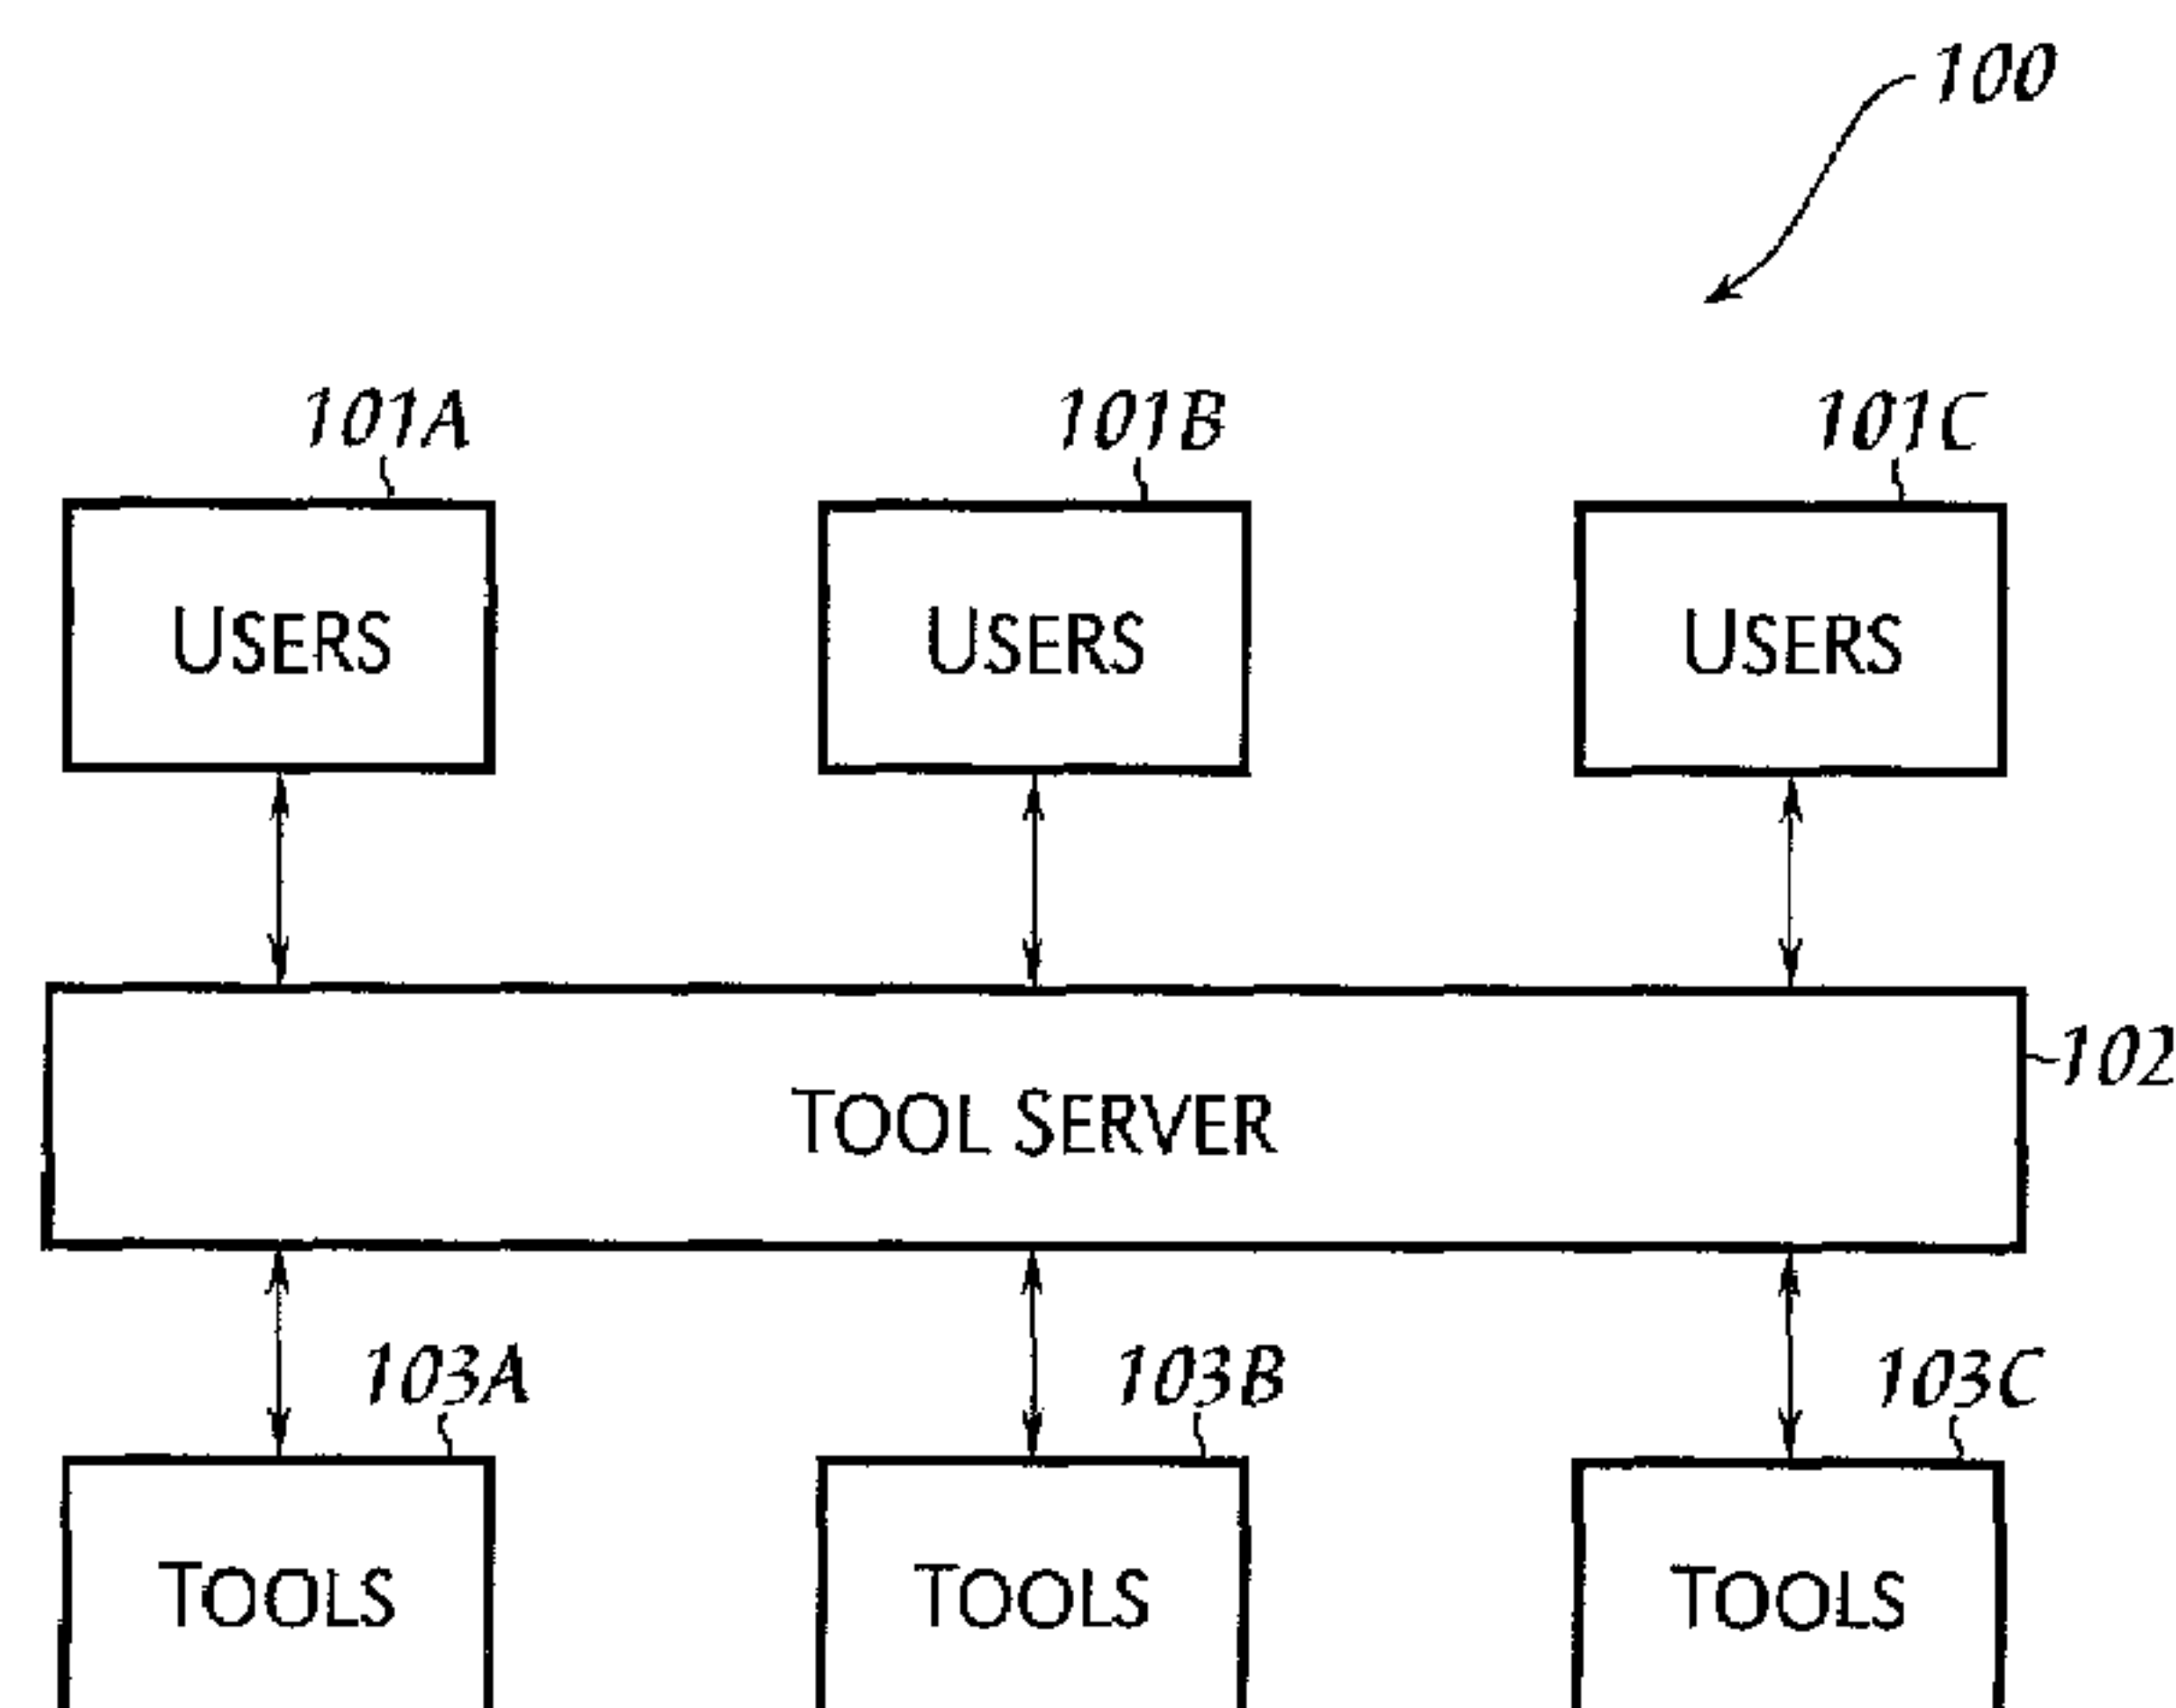 100
101A 101B 101C
USERS USERS USERS
102
TOOL SERVER
103A 103B 103C
TOOLS TOOLS TOOLS